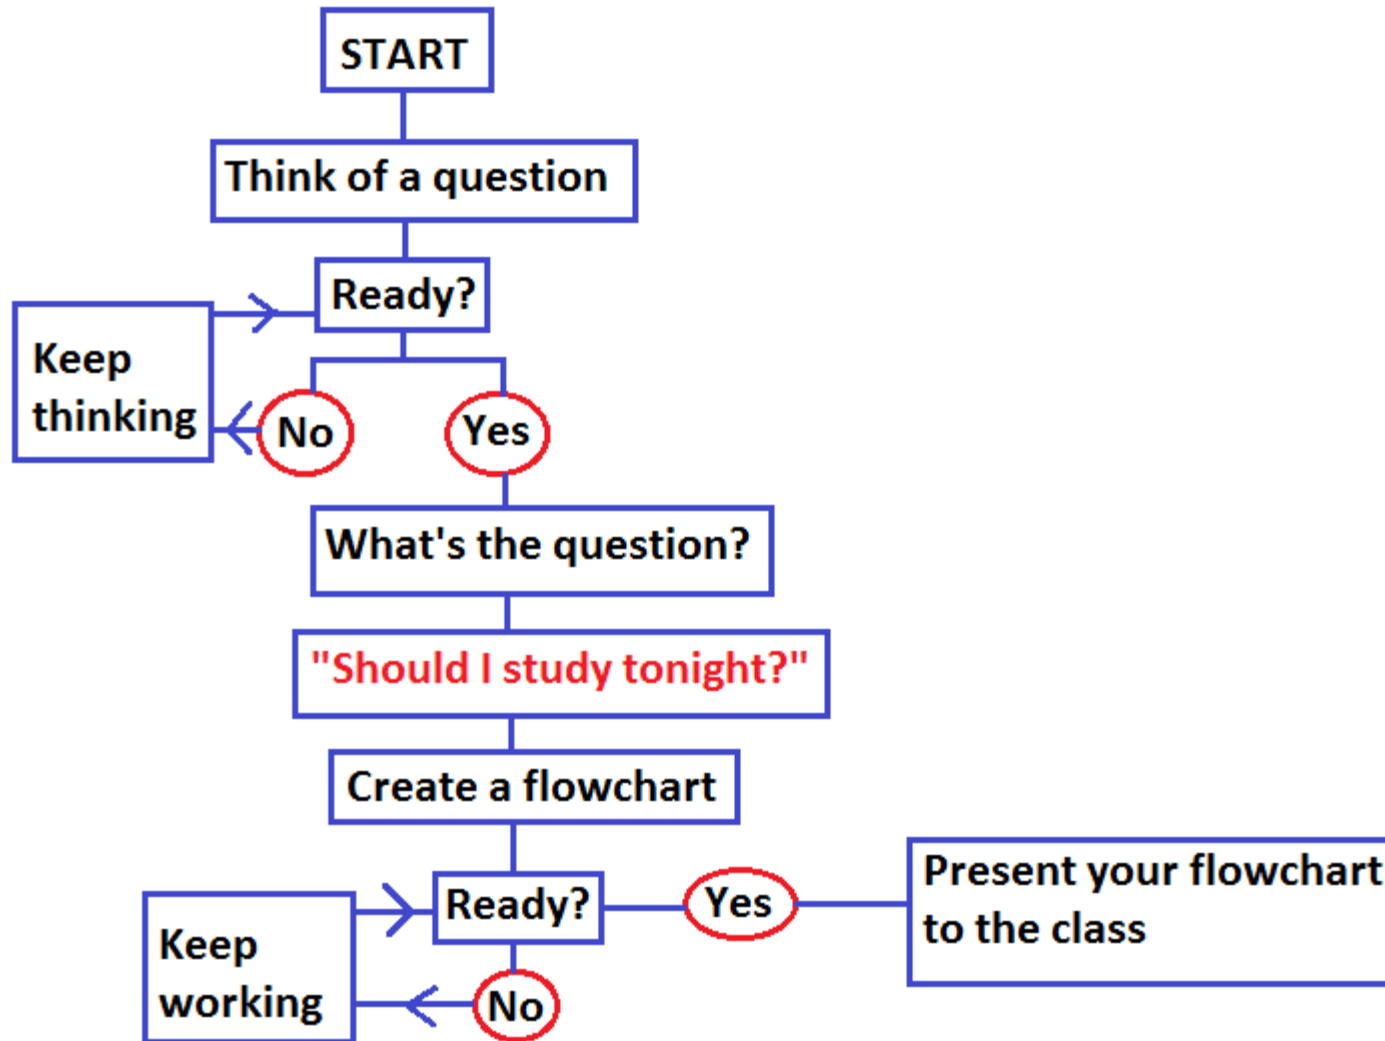 START
Think of a question
Ready?
Keep
thinking
No
Yes
What's the question?
"Should I study tonight?"
Create a flowchart
Ready?
Yes
Present your flowchart
to the class
Keep
working
No